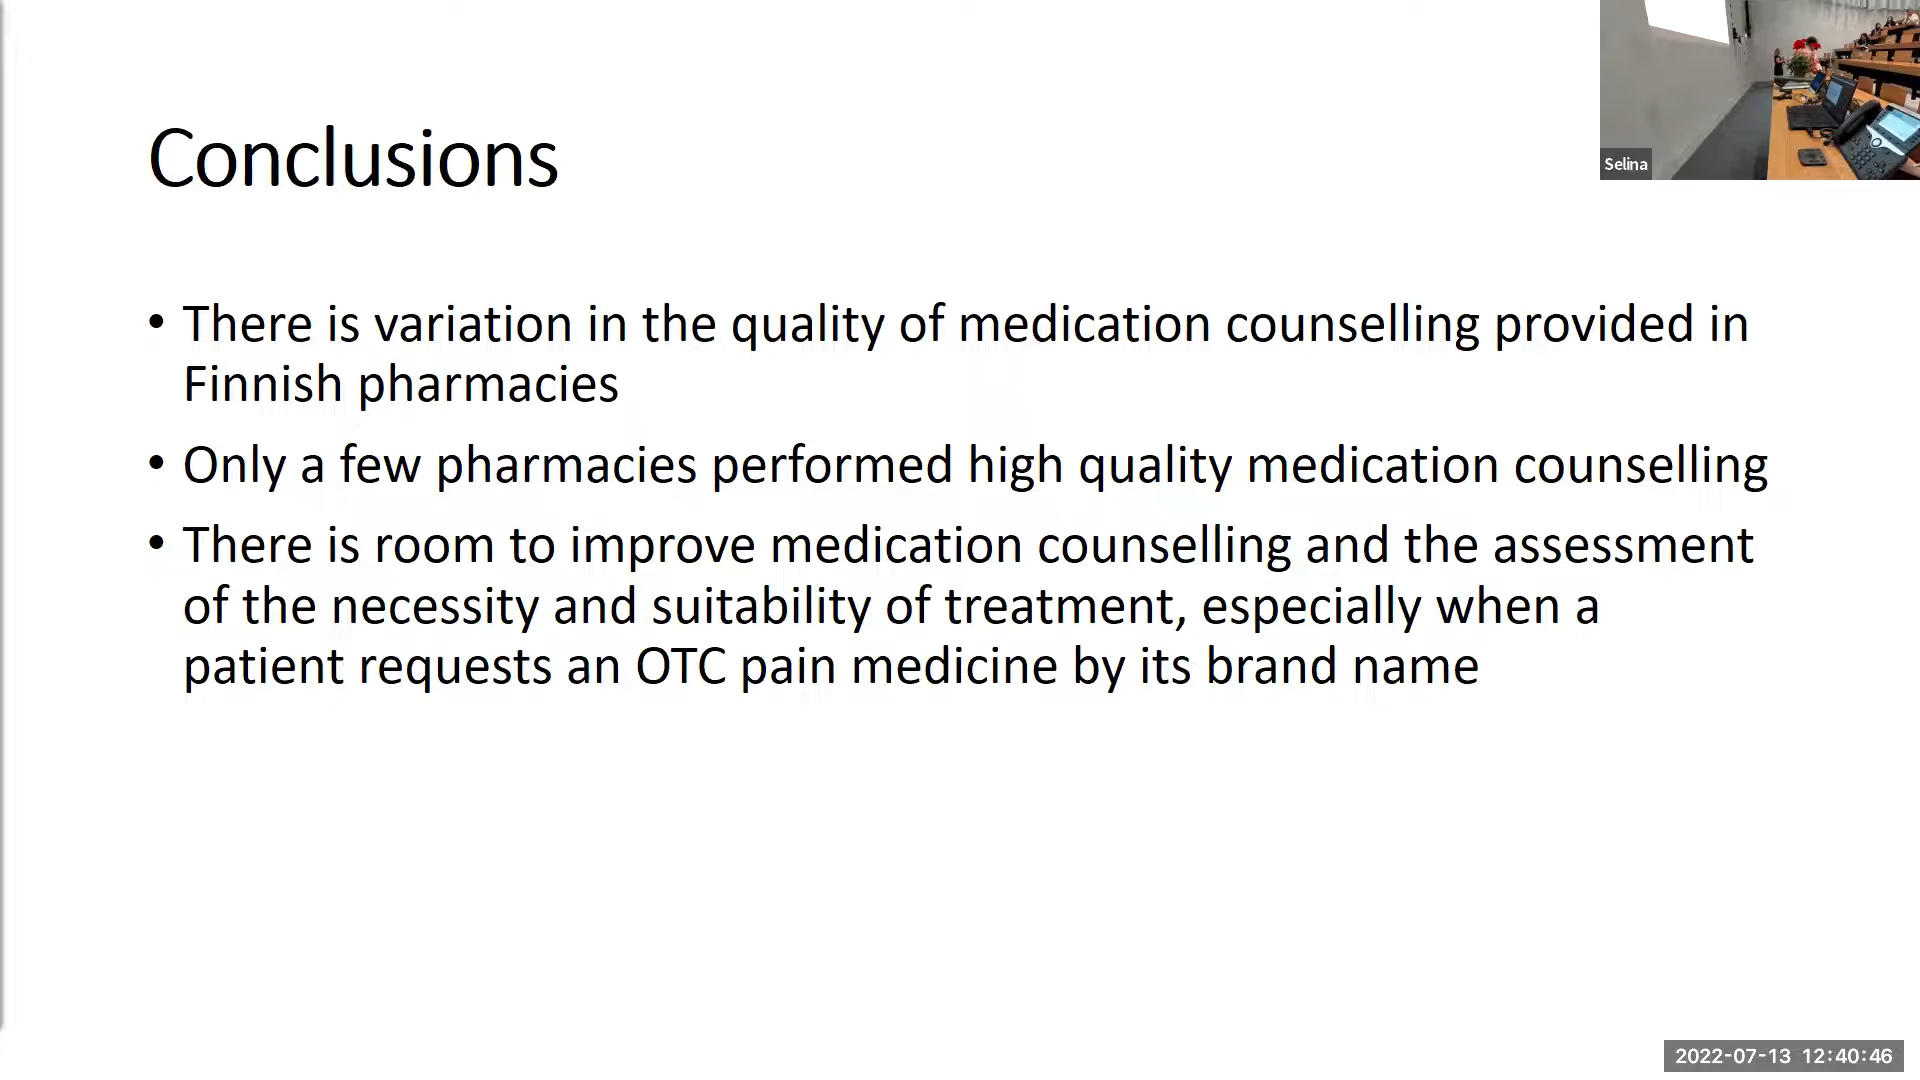 Conclusions
• There is variation in the quality of medication counselling provided in
Finnish pharmacies
• Only a few pharmacies performed high quality medication counselling
• There is room to improve medication counselling and the assessment
of the necessity and suitability of treatment, especially when a
patient requests an OTC pain medicine by its brand name
Selina
2022-07-13 12:40:46